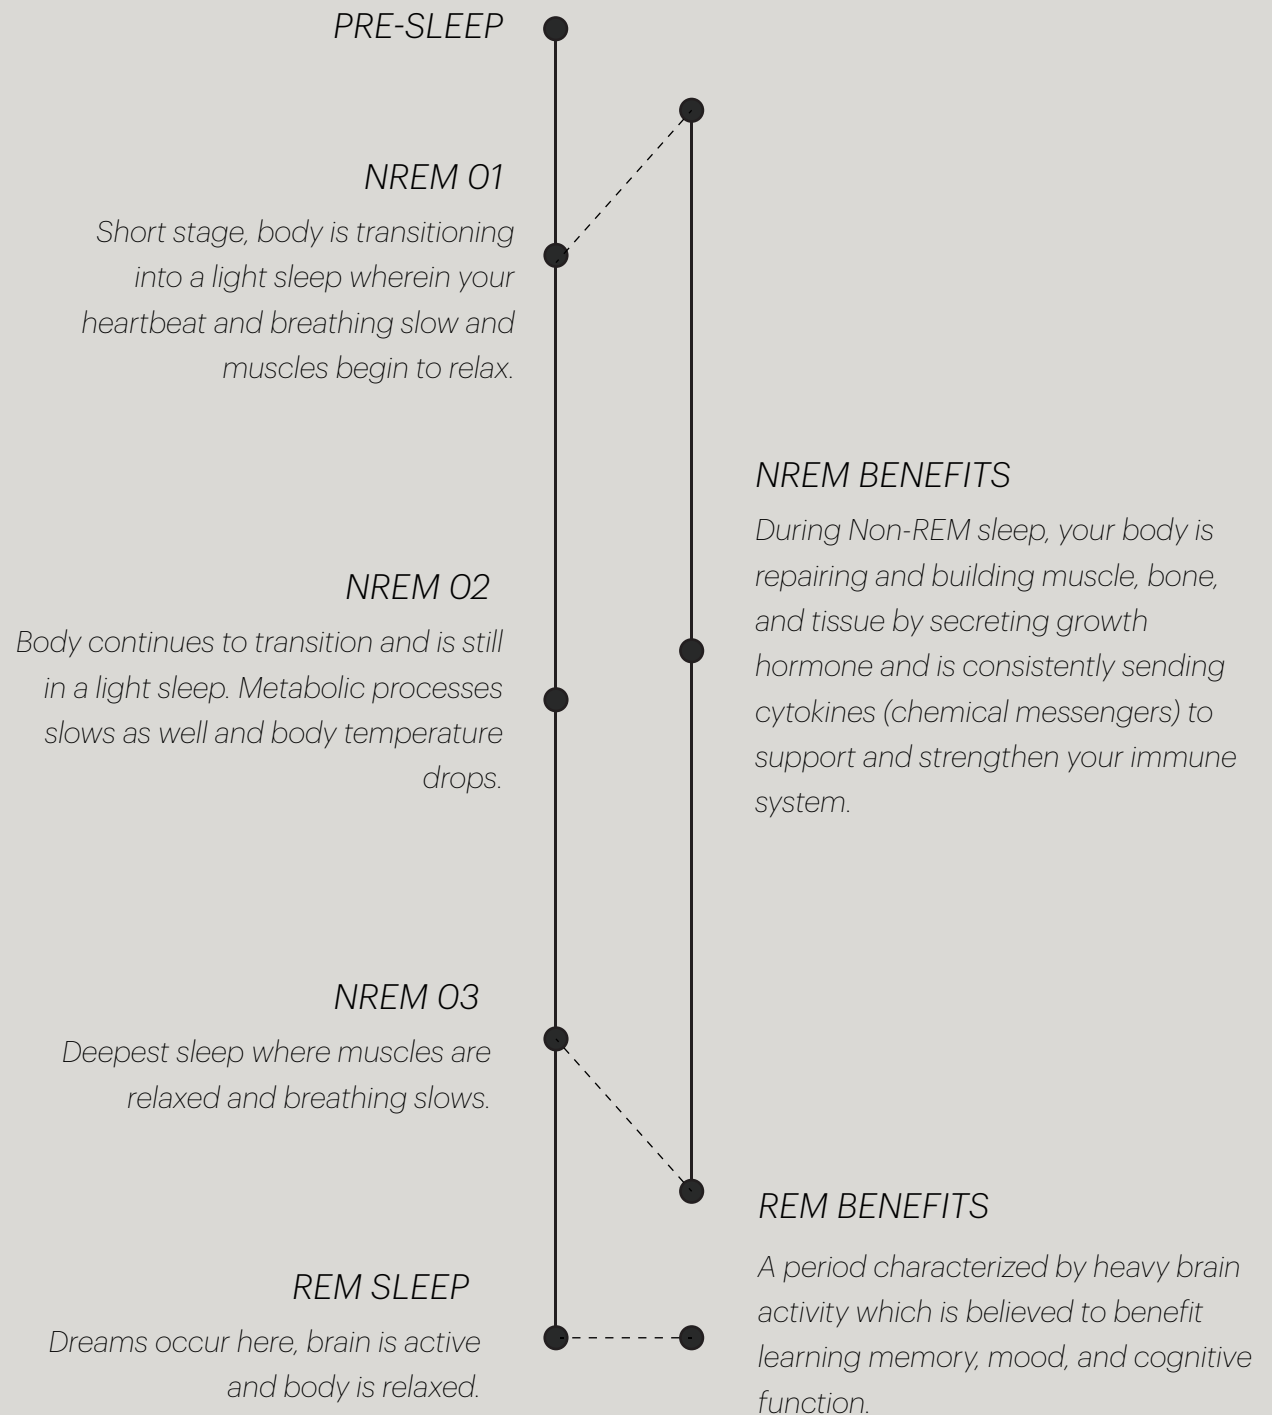 PRE-SLEEP
NREM 01
Short stage, body is transitioning
into a light sleep wherein your
heartbeat and breathing slow and
muscles begin to relax.
NREM 02
Body continues to transition and is still
in a light sleep. Metabolic processes
slows as well and body temperature
drops.
NREM 03
Deepest sleep where muscles are
relaxed and breathing slows.
REM SLEEP
Dreams occur here, brain is active
and body is relaxed.
NREM BENEFITS
During Non-REM sleep, your body is
repairing and building muscle, bone,
and tissue by secreting growth
hormone and is consistently sending
cytokines (chemical messengers) to
support and strengthen your immune
system.
REM BENEFITS
A period characterized by heavy brain
activity which is believed to benefit
learning memory, mood, and cognitive
function.